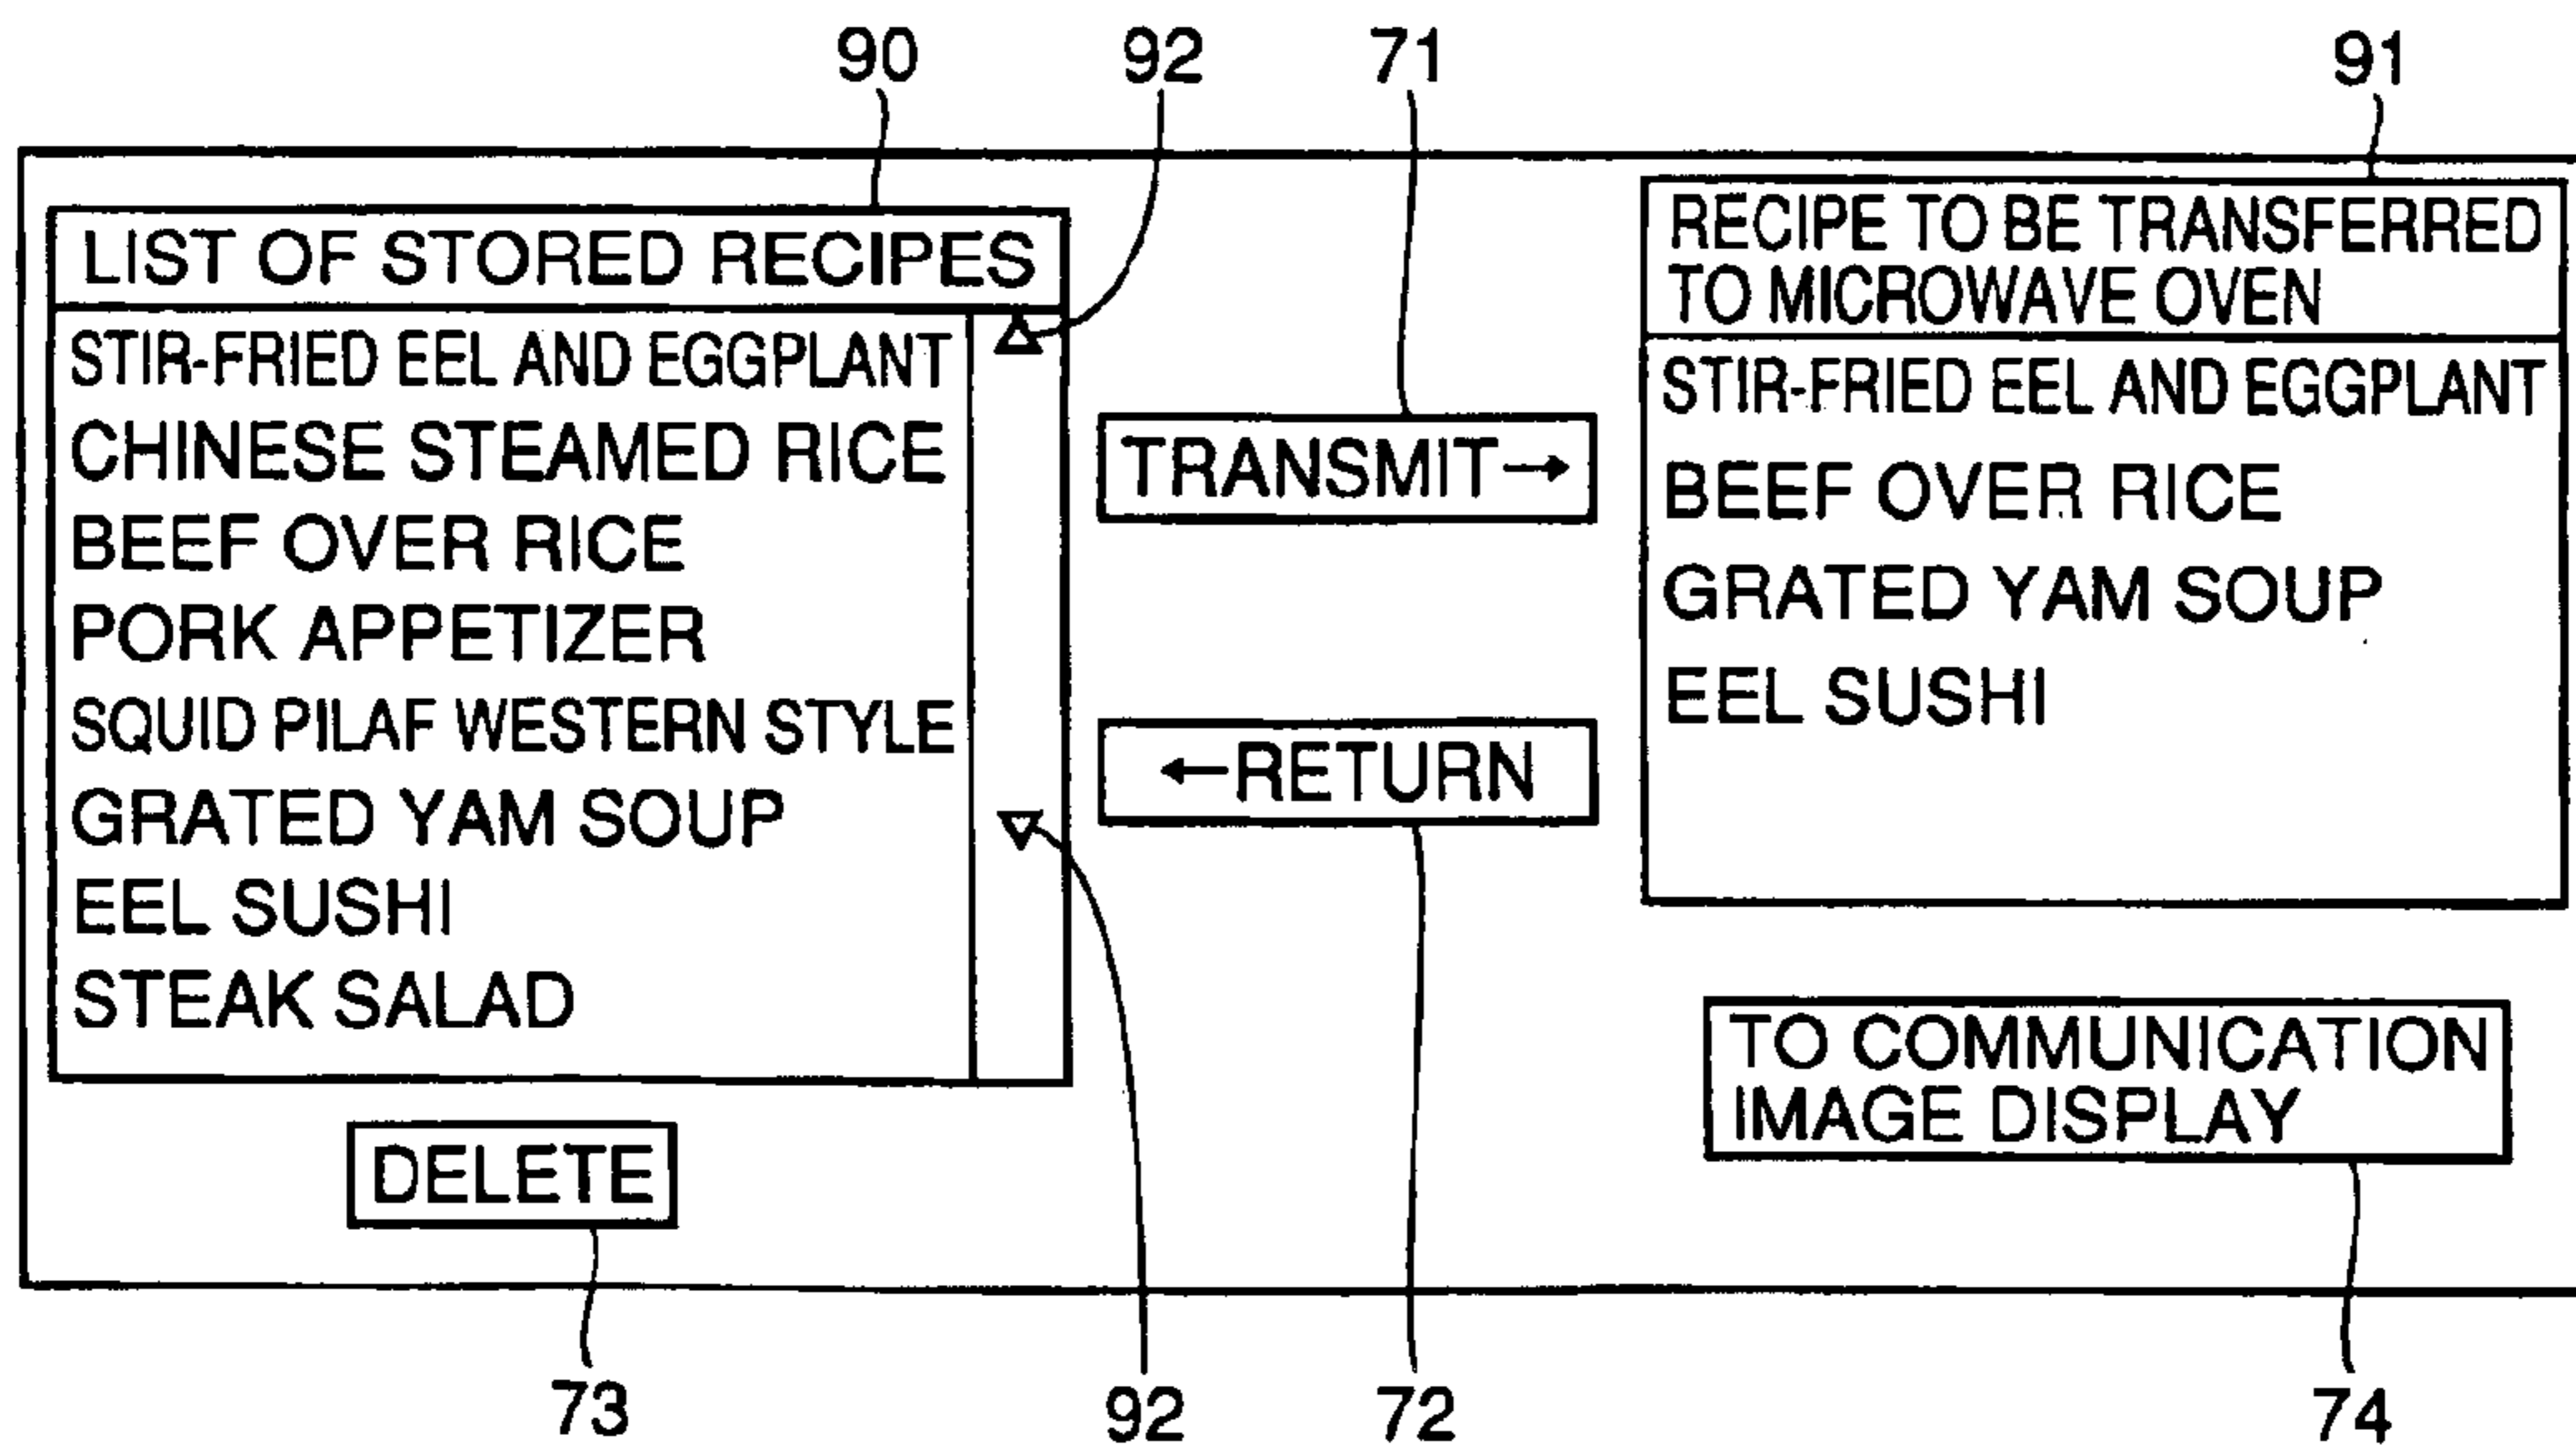 90 92 71 91
LIST OF STORED RECIPES
STIR-FRIED EEL AND EGGPLANT
CHINESE STEAMED RICE
BEEF OVER RICE
PORK APPETIZER
SQUID PILAF WESTERN STYLE
GRATED YAM SOUP
EEL SUSHI
STEAK SALAD
TRANSMIT→
←RETURN
RECIPE TO BE TRANSFERRED
TO MICROWAVE OVEN
STIR-FRIED EEL AND EGGPLANT
BEEF OVER RICE
GRATED YAM SOUP
EEL SUSHI
DELETE
TO COMMUNICATION
IMAGE DISPLAY
73 92 72 74